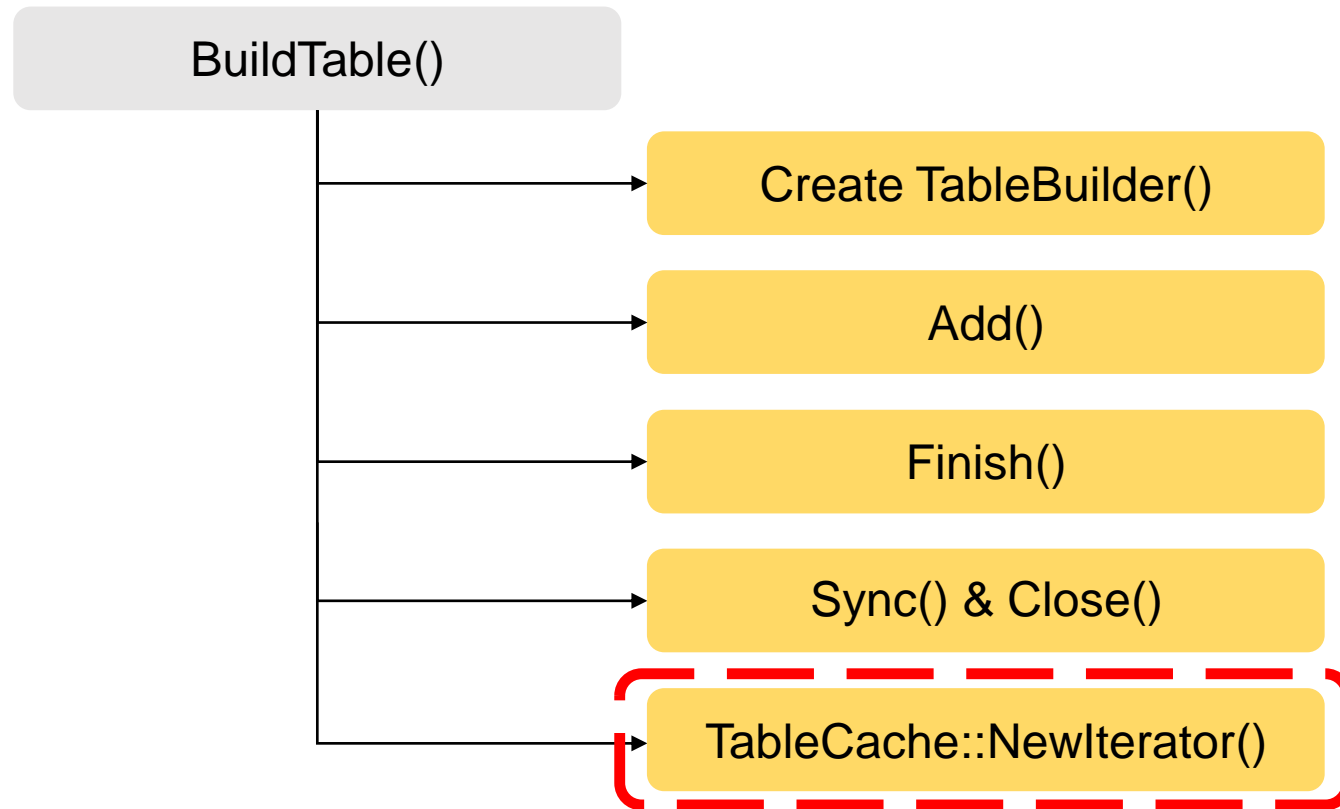 BuildTable()
Create TableBuilder()
Add()
Finish()
Sync() & Close()
TableCache::NewIterator()